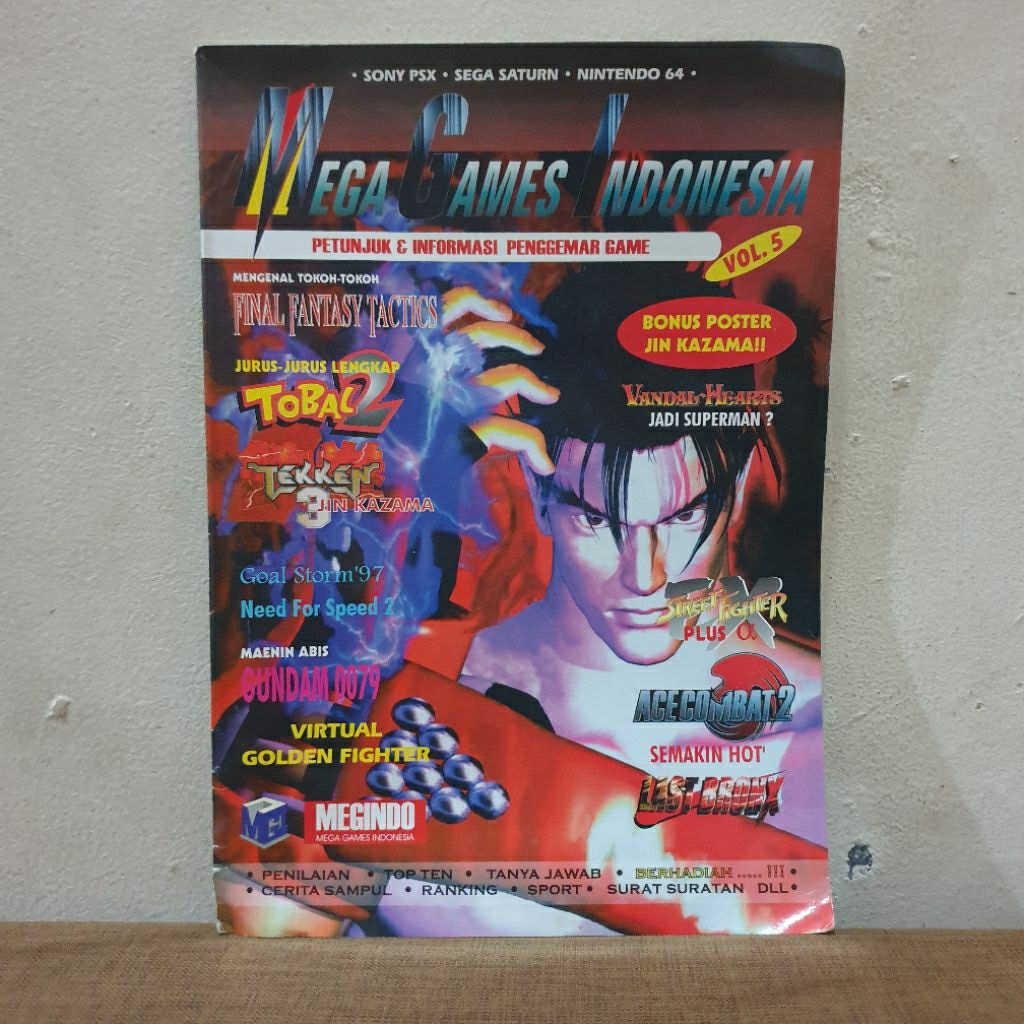 • SONY PSX • SEGA SATURN • NINTENDO 64 •
MEGA GAMES INDONESIA
PETUNJUK & INFORMASI PENGGEMAR GAME
VOL. 5
MENGENAL TOKOH-TOKOH
FINAL FANTASY TACTICS
JURUS-JURUS LENGKAP
TOBAL 2
TEKKEN
3 JIN KAZAMA
Goal Storm'97
Need For Speed 2
MAENIN ABIS
GUNDAM 0079
VIRTUAL
GOLDEN FIGHTER
MGI
MEGINDO
MEGA GAMES INDONESIA
BONUS POSTER
JIN KAZAMA!!
VANDAL-HEARTS
JADI SUPERMAN ?
STREET FIGHTER
EX
PLUS α
ACE COMBAT 2
SEMAKIN HOT'
LAST BRONX
• PENILAIAN • TOP TEN • TANYA JAWAB • BERHADIAH ..... !!! •
• CERITA SAMPUL • RANKING • SPORT • SURAT SURATAN DLL •